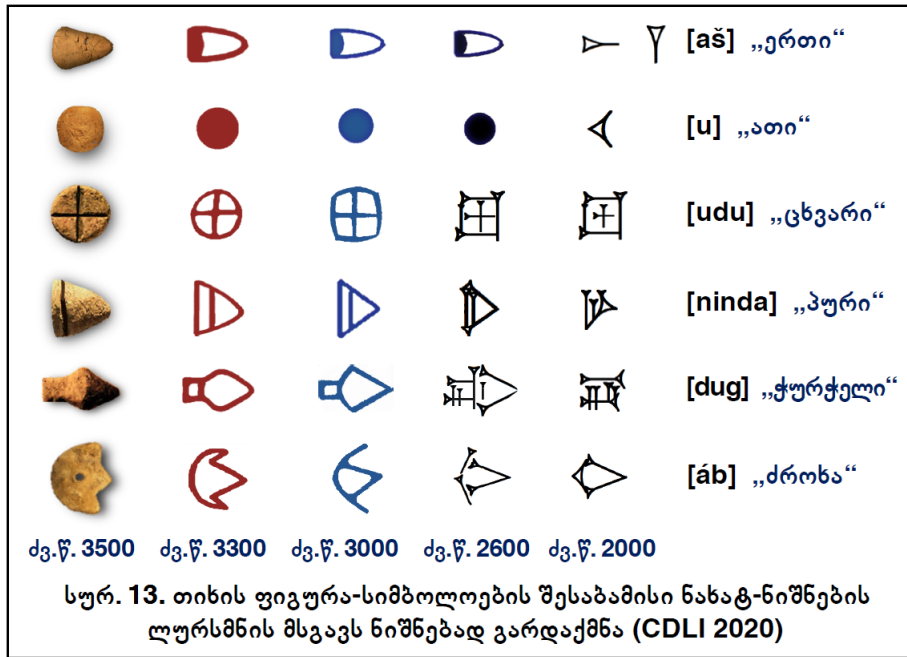 [aš] „ერთი“
[u] „ათი“
[udu] „ცხვარი“
[ninda] „პური“
[dug] „ჭურჭელი“
[áb] „ძროხა“
ძვ.წ. 3500 ძვ.წ. 3300 ძვ.წ. 3000 ძვ.წ. 2600 ძვ.წ. 2000
სურ. 13. თიხის ფიგურა-სიმბოლოების შესაბამისი ნახატ-ნიშნების
ლურსმნის მსგავს ნიშნებად გარდაქმნა (CDLI 2020)